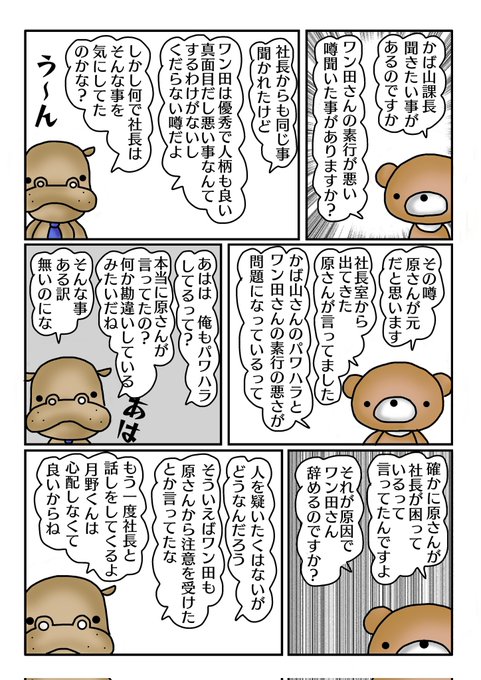 かば山課長
聞きたい事が
あるのですか
ワン田さんの素行が悪い
噂聞いた事がありますか？
社長からも同じ事
聞かれたけど
ワン田は優秀で人柄も良い
真面目だし悪い事なんて
するわけがないし
くだらない噂だよ
しかし何で社長は
そんな事を
気にしてた
のかな？
う～ん
その噂
原さんが元
だと思います
社長室から
出てきた
原さんが言ってました
かば山さんのパワハラと
ワン田さんの素行の悪さが
問題になっているって
あはは 俺もパワハラ
してるって？
本当に原さんが
言ってたの？
何か勘違いしている
みたいだね
そんな事
ある訳
無いのにな
あは
確かに原さんが
社長が困って
いるって
言ってたんですよ
それが原因で
ワン田さん
辞めるのですか？
人を疑いたくはないが
どうなんだろう
そういえばワン田も
原さんから注意を受けた
とか言ってたな
もう一度社長と
話しをしてくるよ
月野くんは
心配しなくて
良いからね